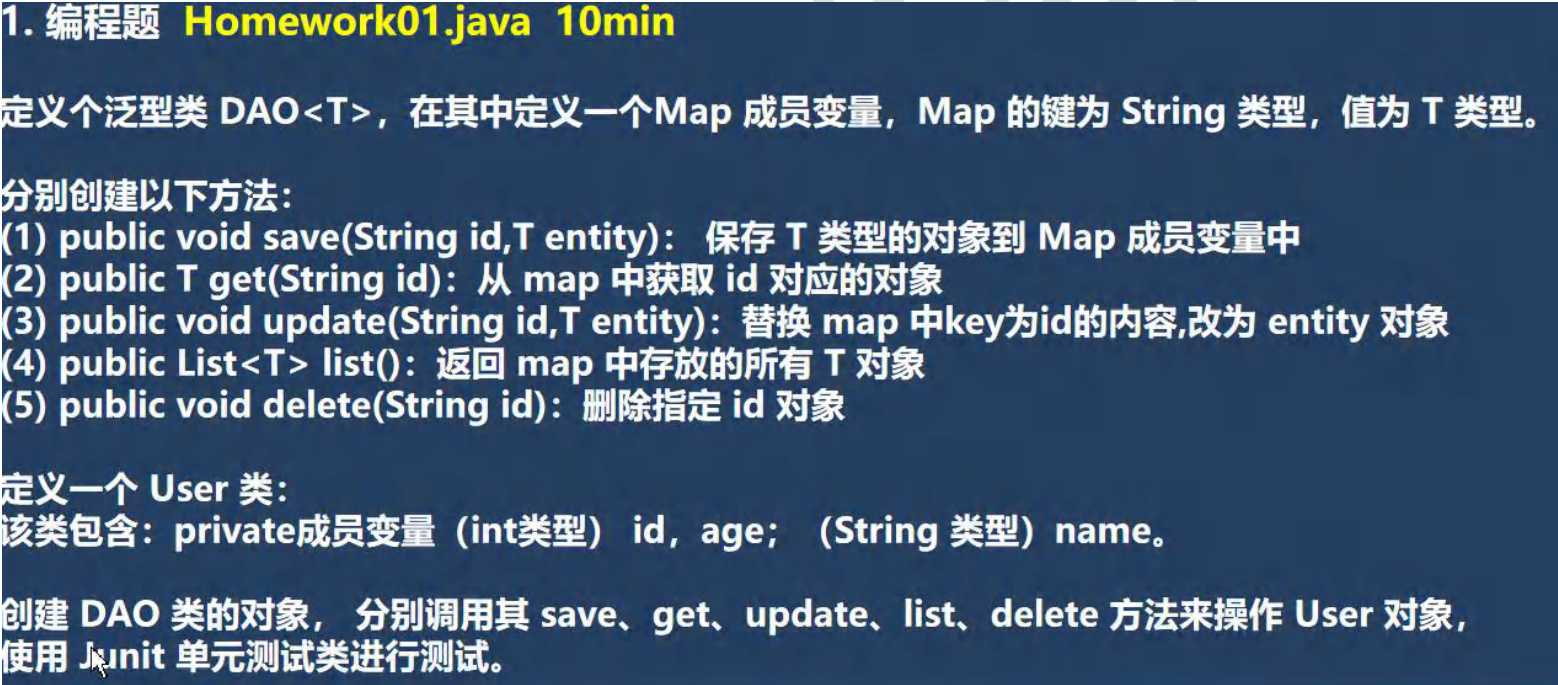 1. 编程题 Homework01.java 10min
定义个泛型类 DAO<T>，在其中定义一个Map 成员变量，Map 的键为 String 类型，值为 T 类型。
分别创建以下方法：
(1) public void save(String id,T entity)： 保存 T 类型的对象到 Map 成员变量中
(2) public T get(String id)：从 map 中获取 id 对应的对象
(3) public void update(String id,T entity)：替换 map 中key为id的内容,改为 entity 对象
(4) public List<T> list()：返回 map 中存放的所有 T 对象
(5) public void delete(String id)：删除指定 id 对象
定义一个 User 类：
该类包含：private成员变量（int类型） id，age；（String 类型）name。
创建 DAO 类的对象， 分别调用其 save、get、update、list、delete 方法来操作 User 对象，
使用 Junit 单元测试类进行测试。